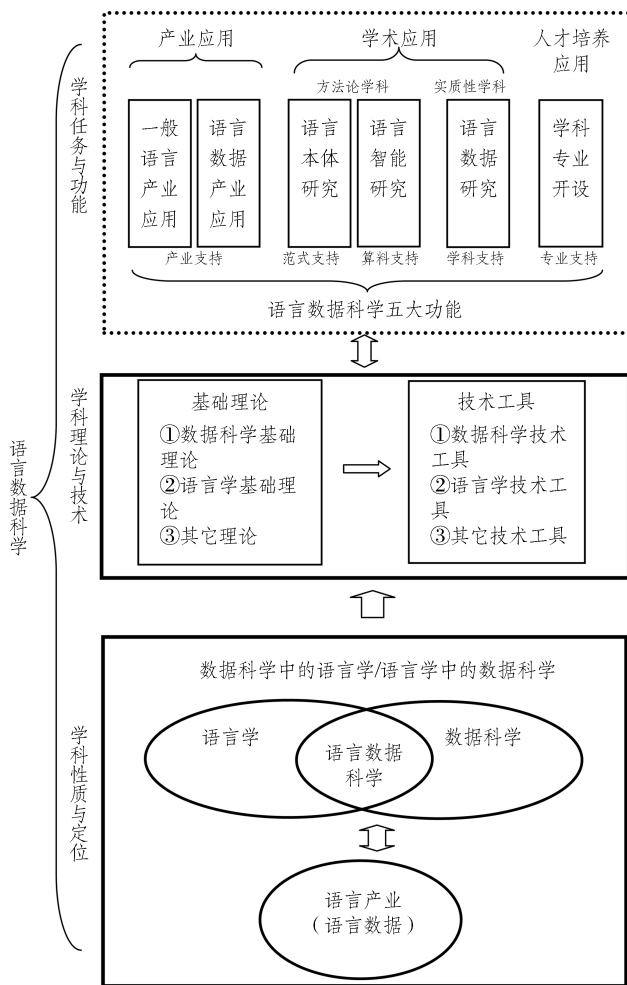 语言数据科学
学科任务与功能
产业应用
学术应用
人才培养
应用
方法论学科
实质性学科
一般
语言
产业
应用
语言
数据
产业
应用
语言
本体
研究
语言
智能
研究
语言
数据
研究
学科
专业
开设
产业支持
范式支持
算料支持
学科支持
专业支持
语言数据科学五大功能
学科理论与技术
基础理论
①数据科学基础
理论
②语言学基础理
论
③其它理论
技术工具
①数据科学技术
工具
②语言学技术工
具
③其它技术工具
学科性质与定位
数据科学中的语言学/语言学中的数据科学
语言学
语言数据
科学
数据科学
语言产业
(语言数据)